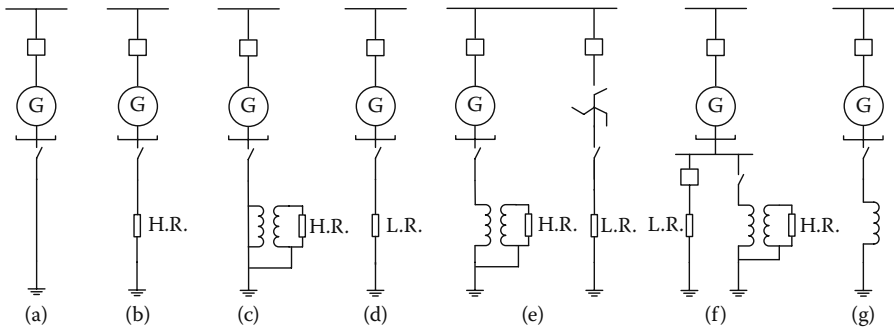 G
G
G
G
G
G
G
H.R.
H.R.
L.R.
H.R.
L.R.
L.R.
H.R.
(a)
(b)
(c)
(d)
(e)
(f)
(g)